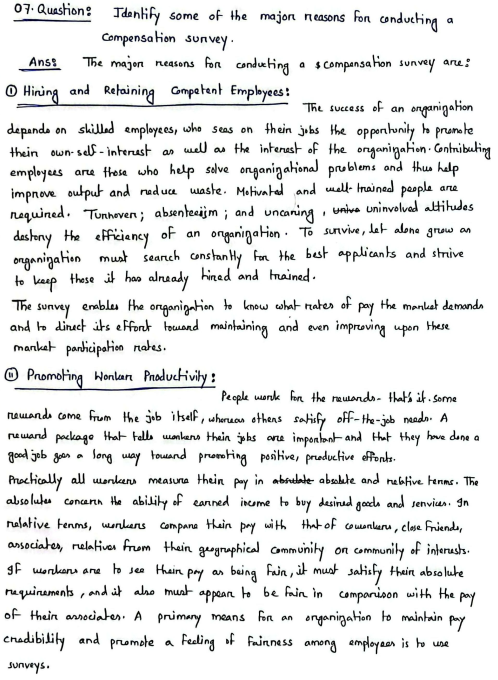 07. Question: Identify some of the major reasons for conducting a
compensation survey.
Ans: The major reasons for conducting a compensation survey are:
(I) Hiring and Retaining Competent Employees:
The success of an organization
depends on skilled employees, who seas on their jobs the opportunity to promote
their own-self-interest as well as the interest of the organization. Contributing
employees are those who help solve organizational problems and thus help
improve output and reduce waste. Motivated and well-trained people are
required. Turnover; absenteeijm; and uncaring, uninvolved attitudes
destroy the efficiency of an organization. To survive, let alone grow an
organization must search constantly for the best applicants and strive
to keep those it has already hired and trained.
The survey enables the organization to know what rates of pay the market demands
and to direct its effort toward maintaining and even improving upon these
market participation rates.
(II) Promoting Worker Productivity:
People work for the rewards- that's it. Some
rewards come from the job itself, whereas others satisfy off-the-job needs. A
reward package that tells workers their jobs are important and that they have done a
good job goes a long way toward promoting positive, productive efforts.
Practically all workers measure their pay in absolute and relative terms. The
absolutes concern the ability of earned income to buy desired goods and services. In
relative terms, workers compare their pay with that of coworkers, close friends,
associates, relatives from their geographical community or community of interests.
If workers are to see their pay as being fair, it must satisfy their absolute
requirements, and it also must appear to be fair in comparison with the pay
of their associates. A primary means for an organization to maintain pay
credibility and promote a feeling of fairness among employees is to use
surveys.